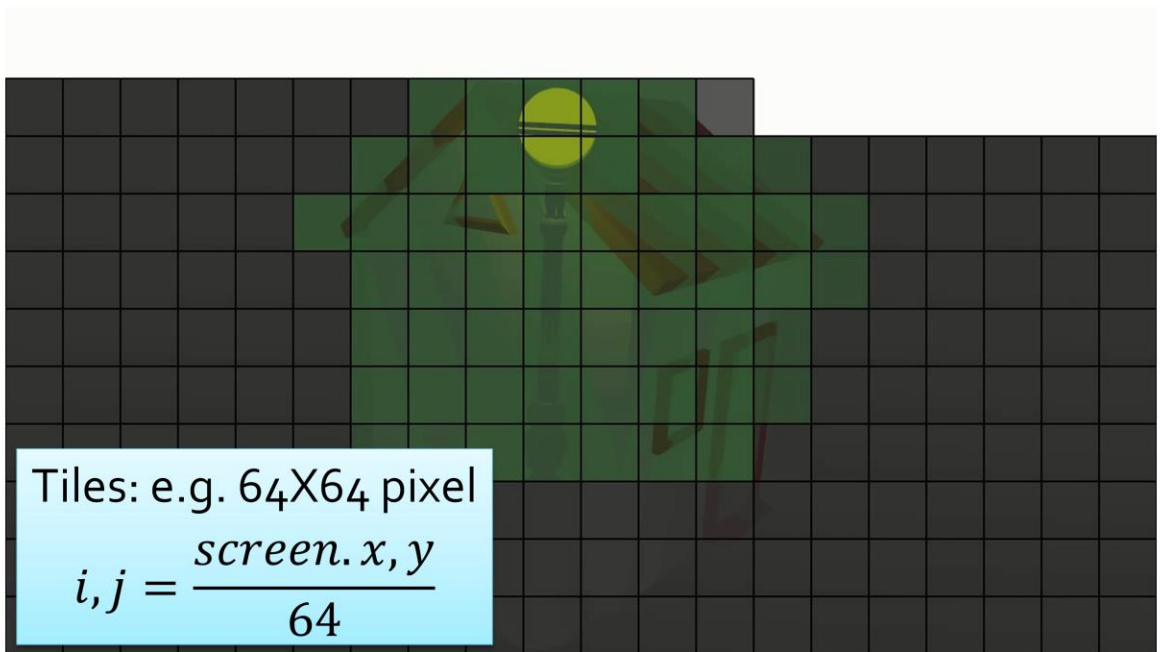 Tiles: e.g. 64X64 pixel
i, j = screen. x, y
64